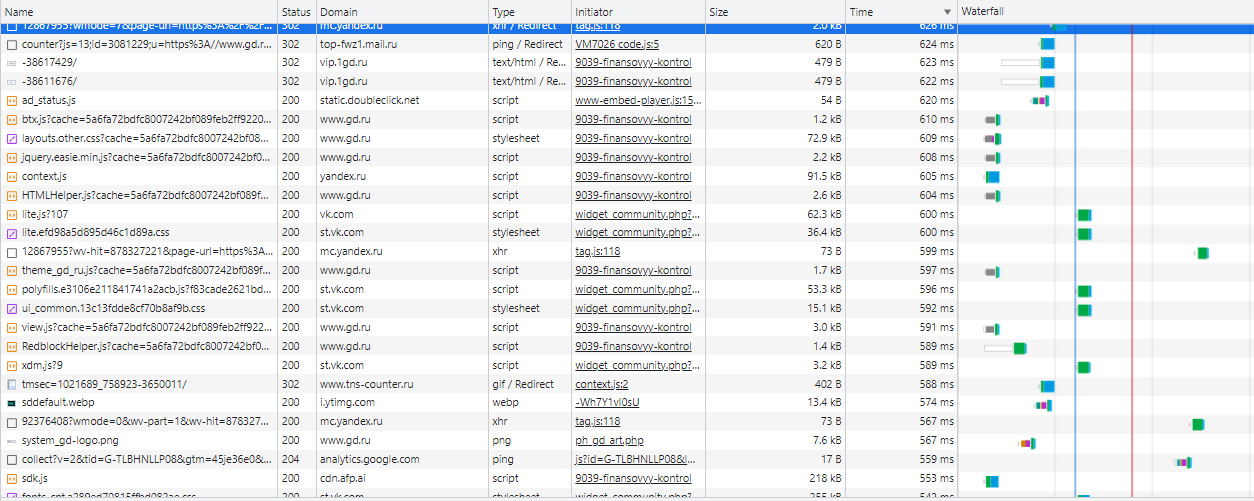 Name Status Domain Type Initiator Size Time Waterfall
12867955?wmode=7&page-url=https%3A%2F%2F... 302 mc.yandex.ru xhr / Redirect tag.js:118 2.0 kB 626 ms
counter?js=13;id=3081229;u=https%3A//www.gd.r... 302 top-fwz1.mail.ru ping / Redirect VM7026 code.js:5 620 B 624 ms
-38617429/ 302 vip.1gd.ru text/html / Re... 9039-finansovyy-kontrol 479 B 623 ms
-38611676/ 302 vip.1gd.ru text/html / Re... 9039-finansovyy-kontrol 479 B 622 ms
ad_status.js 200 static.doubleclick.net script www-embed-player.js:15... 54 B 620 ms
btx.js?cache=5a6fa72bdfc8007242bf089feb2ff9220... 200 www.gd.ru script 9039-finansovyy-kontrol 1.2 kB 610 ms
layouts.other.css?cache=5a6fa72bdfc8007242bf08... 200 www.gd.ru stylesheet 9039-finansovyy-kontrol 72.9 kB 609 ms
jquery.easie.min.js?cache=5a6fa72bdfc8007242bf0... 200 www.gd.ru script 9039-finansovyy-kontrol 2.2 kB 608 ms
context.js 200 yandex.ru script 9039-finansovyy-kontrol 91.5 kB 605 ms
HTMLHelper.js?cache=5a6fa72bdfc8007242bf089f... 200 www.gd.ru script 9039-finansovyy-kontrol 2.6 kB 604 ms
lite.js?107 200 vk.com script widget_community.php?... 62.3 kB 600 ms
lite.efd98a5d895d46c1d89a.css 200 st.vk.com stylesheet widget_community.php?... 36.4 kB 600 ms
12867955?wv-hit=878327221&page-url=https%3A... 200 mc.yandex.ru xhr tag.js:118 73 B 599 ms
theme_gd_ru.js?cache=5a6fa72bdfc8007242bf089f... 200 www.gd.ru script 9039-finansovyy-kontrol 1.7 kB 597 ms
polyfills.e3106e211841741a2acb.js?f83cade2621bd... 200 st.vk.com script widget_community.php?... 53.3 kB 596 ms
ui_common.13c13fdde8cf70b8af9b.css 200 st.vk.com stylesheet widget_community.php?... 15.1 kB 592 ms
view.js?cache=5a6fa72bdfc8007242bf089feb2ff922... 200 www.gd.ru script 9039-finansovyy-kontrol 3.0 kB 591 ms
RedblockHelper.js?cache=5a6fa72bdfc8007242bf0... 200 www.gd.ru script 9039-finansovyy-kontrol 1.4 kB 589 ms
xdm.js?9 200 st.vk.com script widget_community.php?... 3.2 kB 589 ms
tmsec=1021689_758923-3650011/ 302 www.tns-counter.ru gif / Redirect context.js:2 402 B 588 ms
sddefault.webp 200 i.ytimg.com webp -Wh7Y1vI0sU 13.4 kB 574 ms
92376408?wmode=0&wv-part=1&wv-hit=878327... 200 mc.yandex.ru xhr tag.js:118 73 B 567 ms
system_gd-logo.png 200 www.gd.ru png ph_gd_art.php 7.6 kB 567 ms
collect?v=2&tid=G-TLBHNLLP08&gtm=45je36e0&... 204 analytics.google.com ping js?id=G-TLBHNLLP08&l... 17 B 559 ms
sdk.js 200 cdn.afp.ai script 9039-finansovyy-kontrol 218 kB 553 ms
fonts_cnt.a289ed70815ffbd082ae.css 200 st.vk.com stylesheet widget_community.php?... 255 kB 542 ms